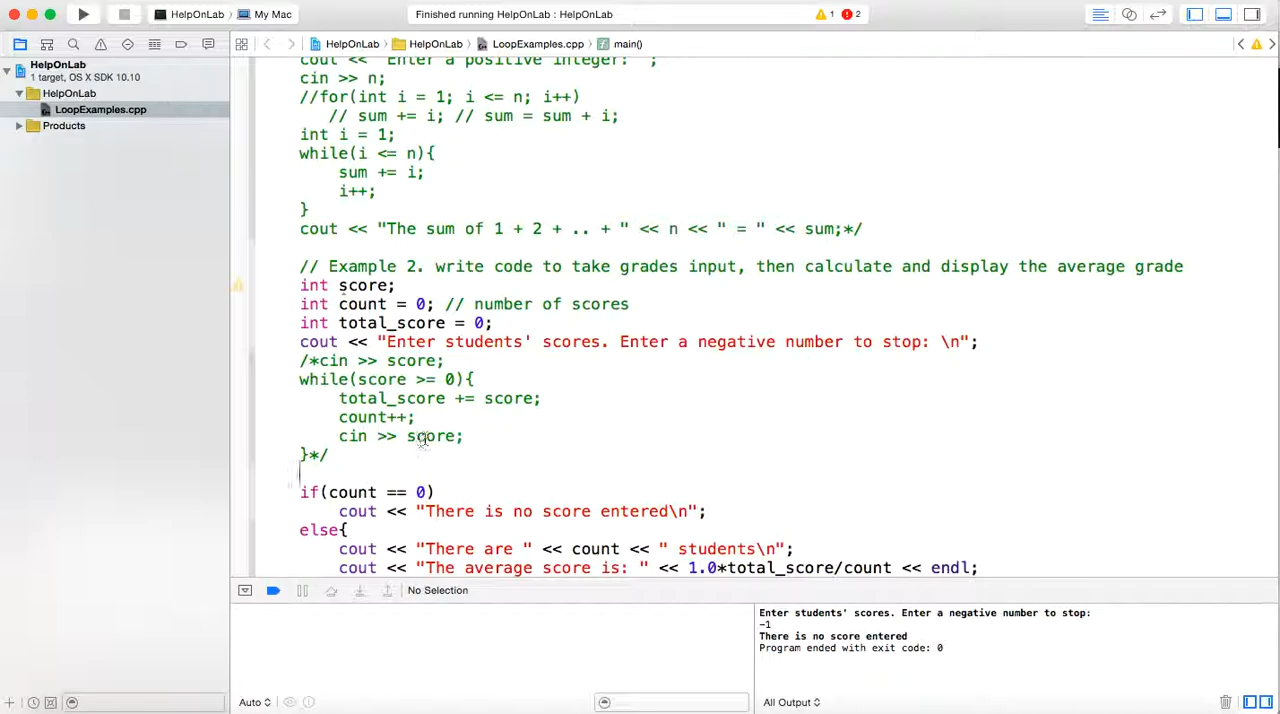 HelpOnLab My Mac Finished running HelpOnLab : HelpOnLab 1 2
HelpOnLab HelpOnLab LoopExamples.cpp main()
HelpOnLab
1 target, OS X SDK 10.10
HelpOnLab
LoopExamples.cpp
Products
cout << "Enter a positive integer: ";
cin >> n;
//for(int i = 1; i <= n; i++)
// sum += i; // sum = sum + i;
int i = 1;
while(i <= n){
sum += i;
i++;
}
cout << "The sum of 1 + 2 + .. + " << n << " = " << sum;*/
// Example 2. write code to take grades input, then calculate and display the average grade
int score;
int count = 0; // number of scores
int total_score = 0;
cout << "Enter students' scores. Enter a negative number to stop: \n";
/*cin >> score;
while(score >= 0){
total_score += score;
count++;
cin >> score;
}*/
if(count == 0)
cout << "There is no score entered\n";
else{
cout << "There are " << count << " students\n";
cout << "The average score is: " << 1.0*total_score/count << endl;
No Selection
Enter students' scores. Enter a negative number to stop:
-1
There is no score entered
Program ended with exit code: 0
Auto All Output